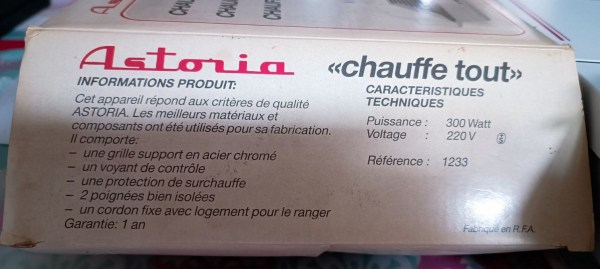 CHAU
CHAU
CHAUF
Astoria
INFORMATIONS PRODUIT:
Cet appareil répond aux critères de qualité
ASTORIA. Les meilleurs matériaux et
composants ont été utilisés pour sa fabrication.
Il comporte:
– une grille support en acier chromé
– un voyant de contrôle
– une protection de surchauffe
– 2 poignées bien isolées
– un cordon fixe avec logement pour le ranger
Garantie: 1 an
«chauffe tout»
CARACTERISTIQUES
TECHNIQUES
Puissance : 300 Watt
Voltage : 220 V
Référence : 1233
Fabriqué en R.F.A.